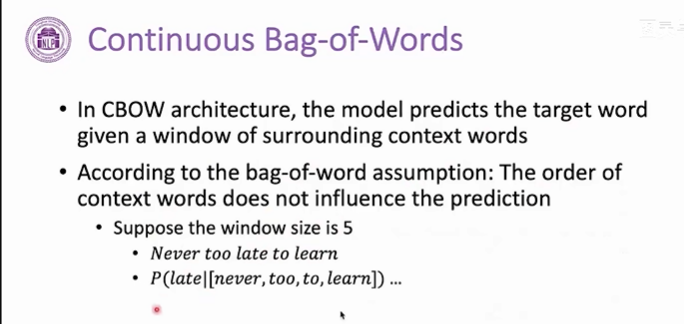 NLP
Continuous Bag-of-Words
• In CBOW architecture, the model predicts the target word
given a window of surrounding context words
• According to the bag-of-word assumption: The order of
context words does not influence the prediction
• Suppose the window size is 5
• Never too late to learn
• P(late|[never, too, to, learn]) ...